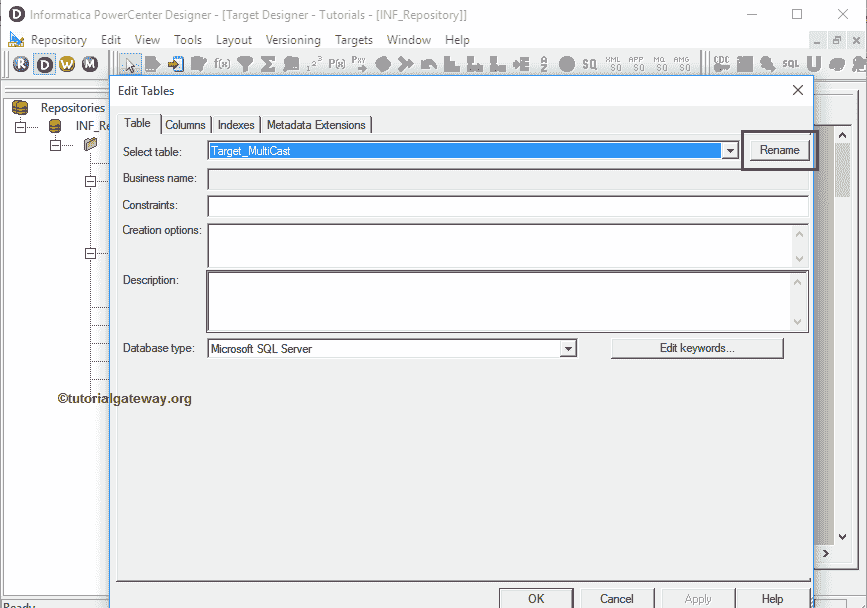 Informatica PowerCenter Designer - [Target Designer - Tutorials - [INF_Repository]]
Repository Edit View Tools Layout Versioning Targets Window Help
R D W M f(x) P(x) SQ SQL
Edit Tables
Repositories
INF_Re
Table Columns Indexes Metadata Extensions
Select table: Target_MultiCast Rename
Business name:
Constraints:
Creation options:
Description:
Database type: Microsoft SQL Server Edit keywords...
©tutorialgateway.org
OK Cancel Apply Help
Ready